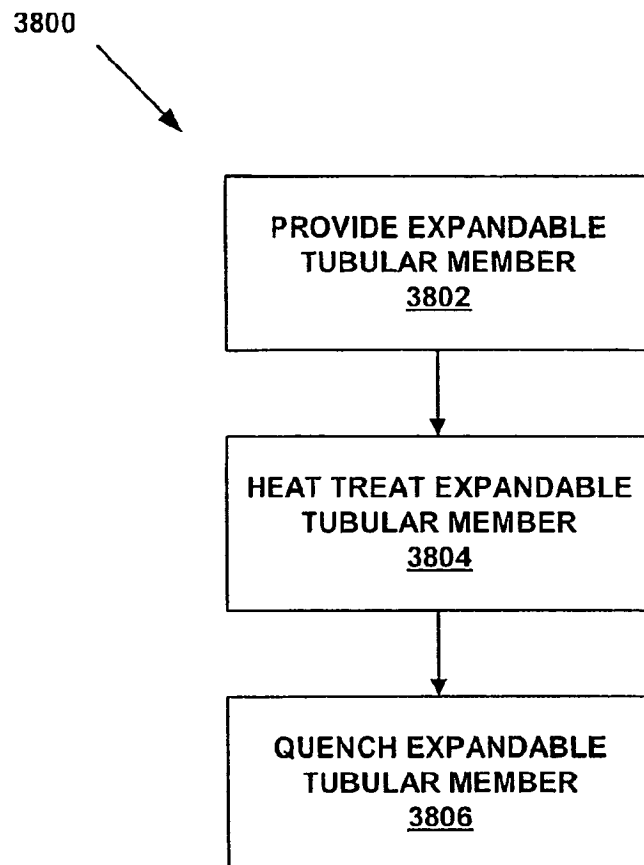 3800
PROVIDE EXPANDABLE
TUBULAR MEMBER
3802
HEAT TREAT EXPANDABLE
TUBULAR MEMBER
3804
QUENCH EXPANDABLE
TUBULAR MEMBER
3806